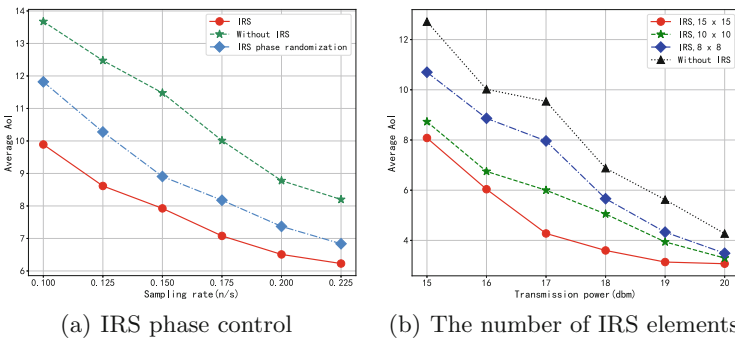 14
13
12
11
10
9
8
7
6
Average AoI
0.100 0.125 0.150 0.175 0.200 0.225
Sampling rate(n/s)
IRS
Without IRS
IRS phase randomization
(a) IRS phase control
12
10
8
6
4
Average AoI
15 16 17 18 19 20
Transmission power(dbm)
IRS, 15 x 15
IRS, 10 x 10
IRS, 8 x 8
Without IRS
(b) The number of IRS elements